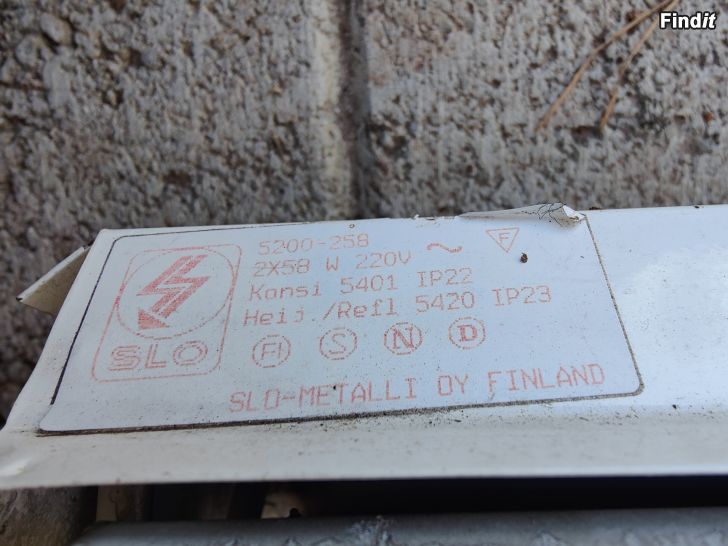 Findit
5200-258
2X58 W 220V ~ F
Kansi 5401 IP22
Heij./Refl 5420 IP23
SLO
FI S N D
SLO-METALLI OY FINLAND